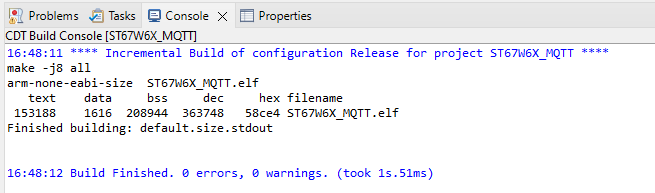 Problems Tasks Console Properties
CDT Build Console [ST67W6X_MQTT]
16:48:11 **** Incremental Build of configuration Release for project ST67W6X_MQTT ****
make -j8 all
arm-none-eabi-size  ST67W6X_MQTT.elf
   text    data     bss     dec     hex filename
 153188    1616  208944  363748   58ce4 ST67W6X_MQTT.elf
Finished building: default.size.stdout
16:48:12 Build Finished. 0 errors, 0 warnings. (took 1s.51ms)